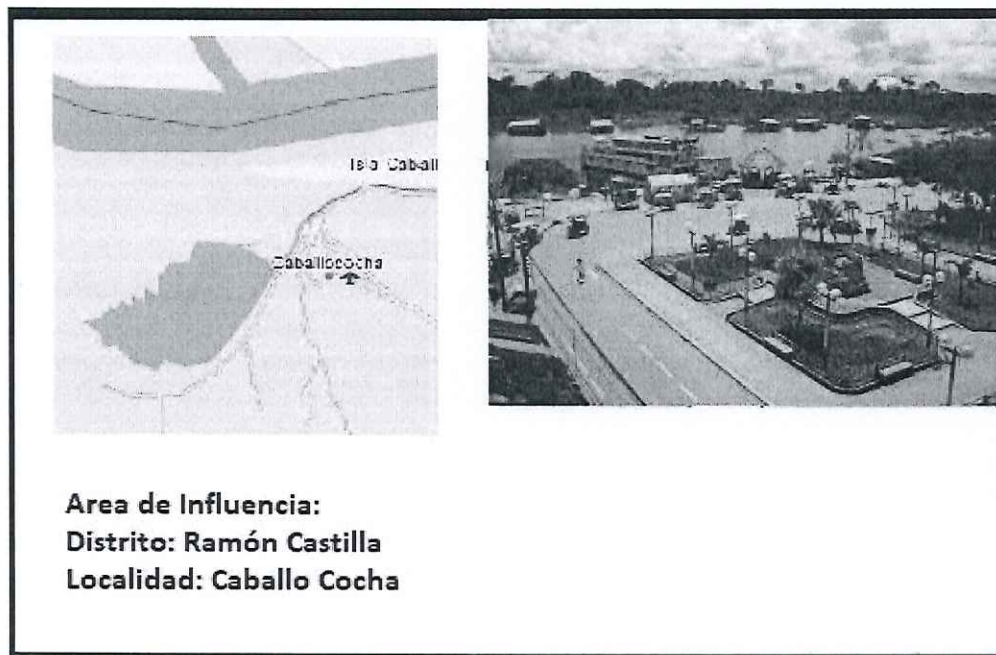 Isla Caball
Caballococha
Area de Influencia:
Distrito: Ramón Castilla
Localidad: Caballo Cocha